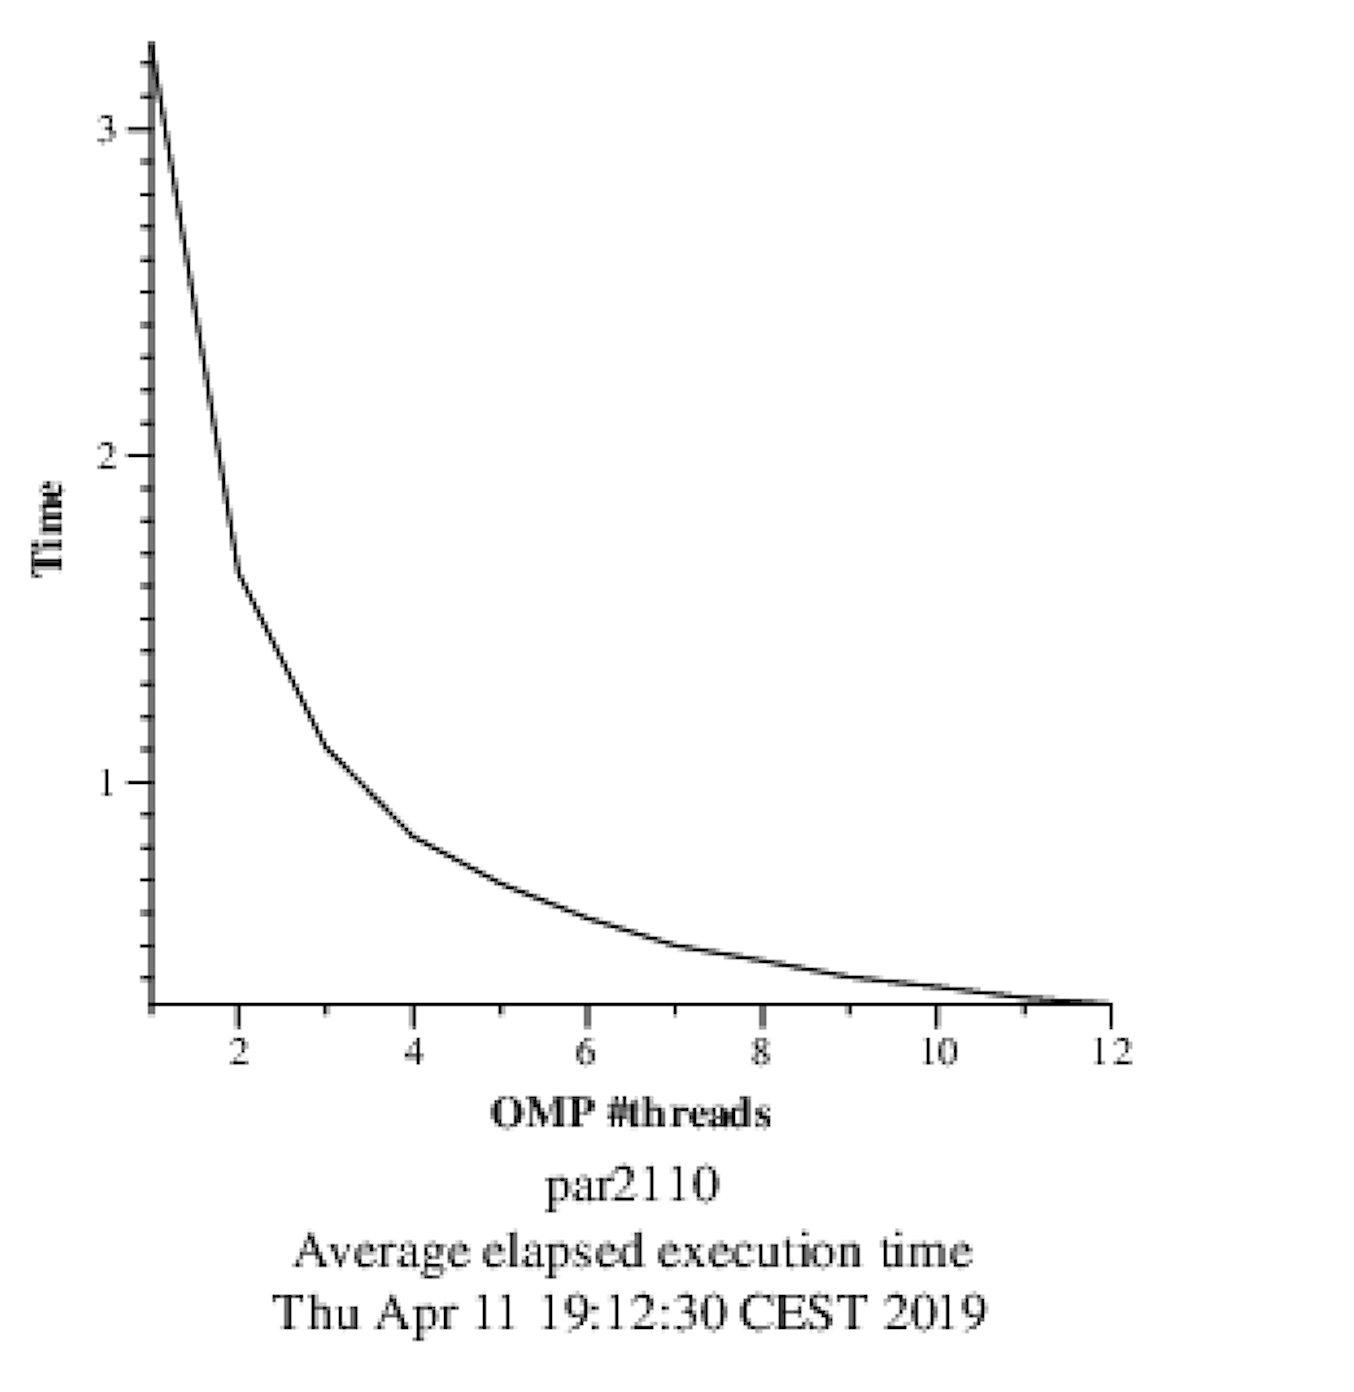 3
2
1
Time
2 4 6 8 10 12
OMP #threads
par2110
Average elapsed execution time
Thu Apr 11 19:12:30 CEST 2019